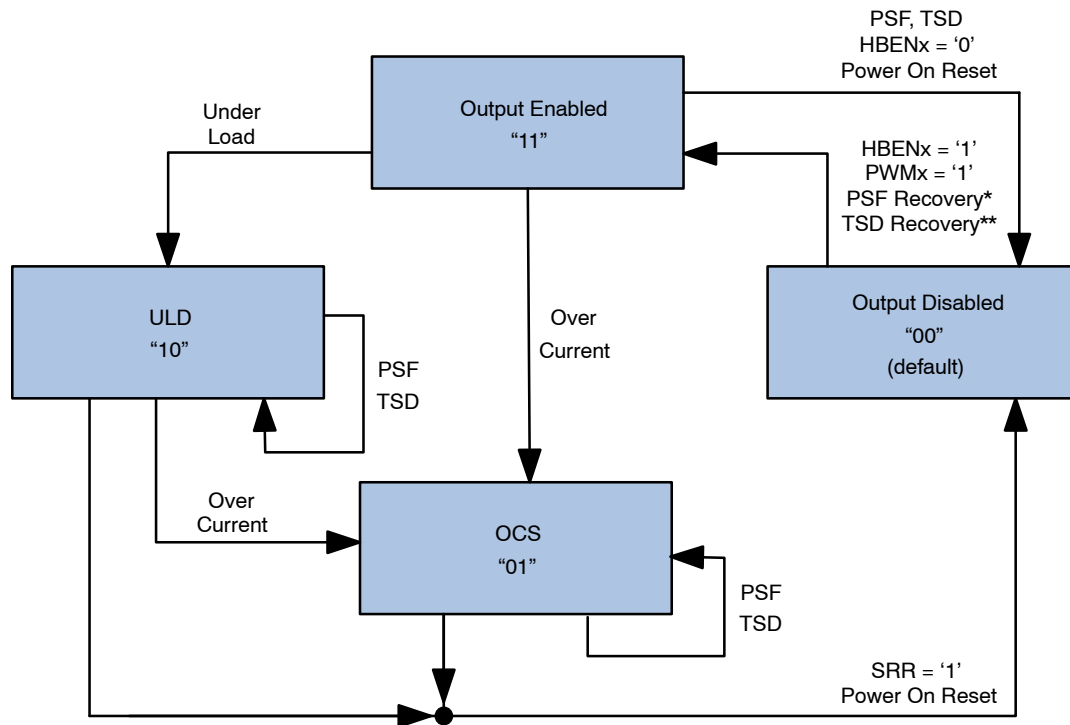 PSF, TSD
HBENx = ‘0’
Power On Reset
Output Enabled
“11”
Under
Load
HBENx = ‘1’
PWMx = ‘1’
PSF Recovery*
TSD Recovery**
ULD
“10”
Output Disabled
“00”
(default)
Over
Current
PSF
TSD
Over
Current
OCS
“01”
PSF
TSD
SRR = ‘1’
Power On Reset